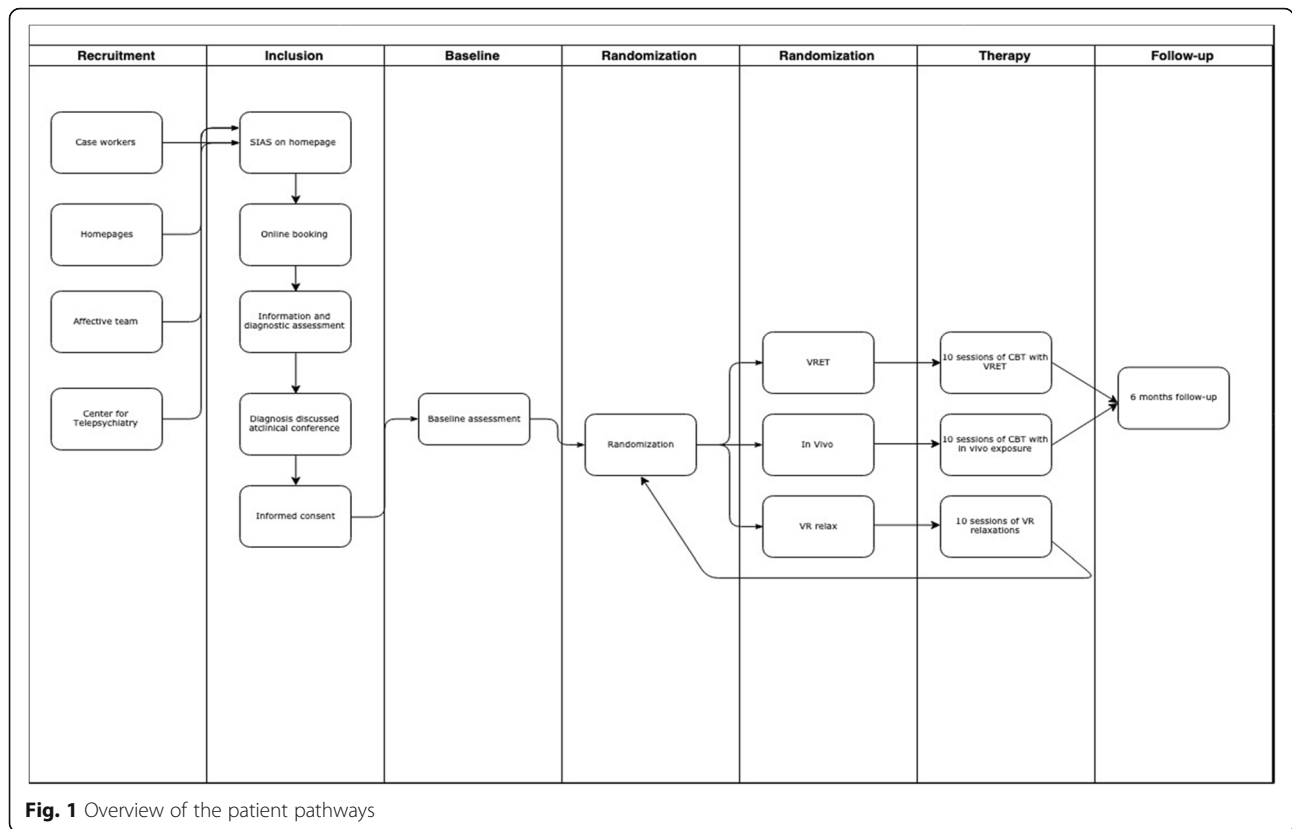 Recruitment
Inclusion
Baseline
Randomization
Randomization
Therapy
Follow-up
Case workers
Homepages
Affective team
Center for
Telepsychiatry
SIAS on homepage
Online booking
Information and
diagnostic assessment
Diagnosis discussed
atclinical conference
Informed consent
Baseline assessment
Randomization
VRET
In Vivo
VR relax
10 sessions of CBT with
VRET
10 sessions of CBT with
in vivo exposure
10 sessions of VR
relaxations
6 months follow-up
Fig. 1 Overview of the patient pathways